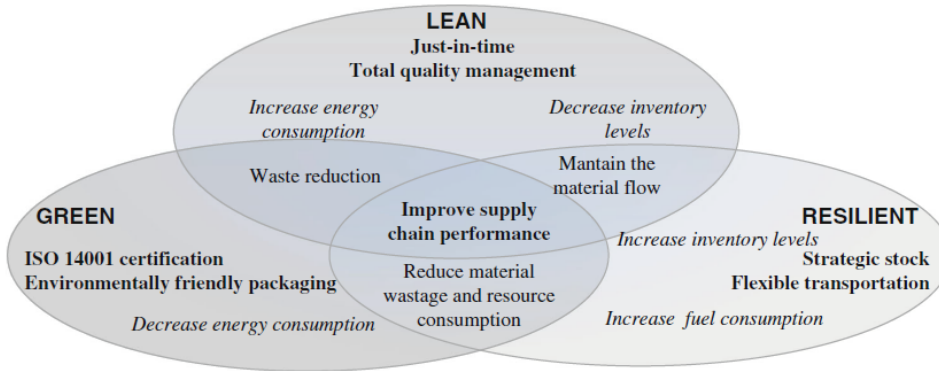 LEAN
Just-in-time
Total quality management
Increase energy
consumption
Decrease inventory
levels
Waste reduction
Mantain the
material flow
GREEN
Improve supply
chain performance
RESILIENT
ISO 14001 certification
Environmentally friendly packaging
Increase inventory levels
Strategic stock
Flexible transportation
Reduce material
wastage and resource
consumption
Decrease energy consumption
Increase fuel consumption